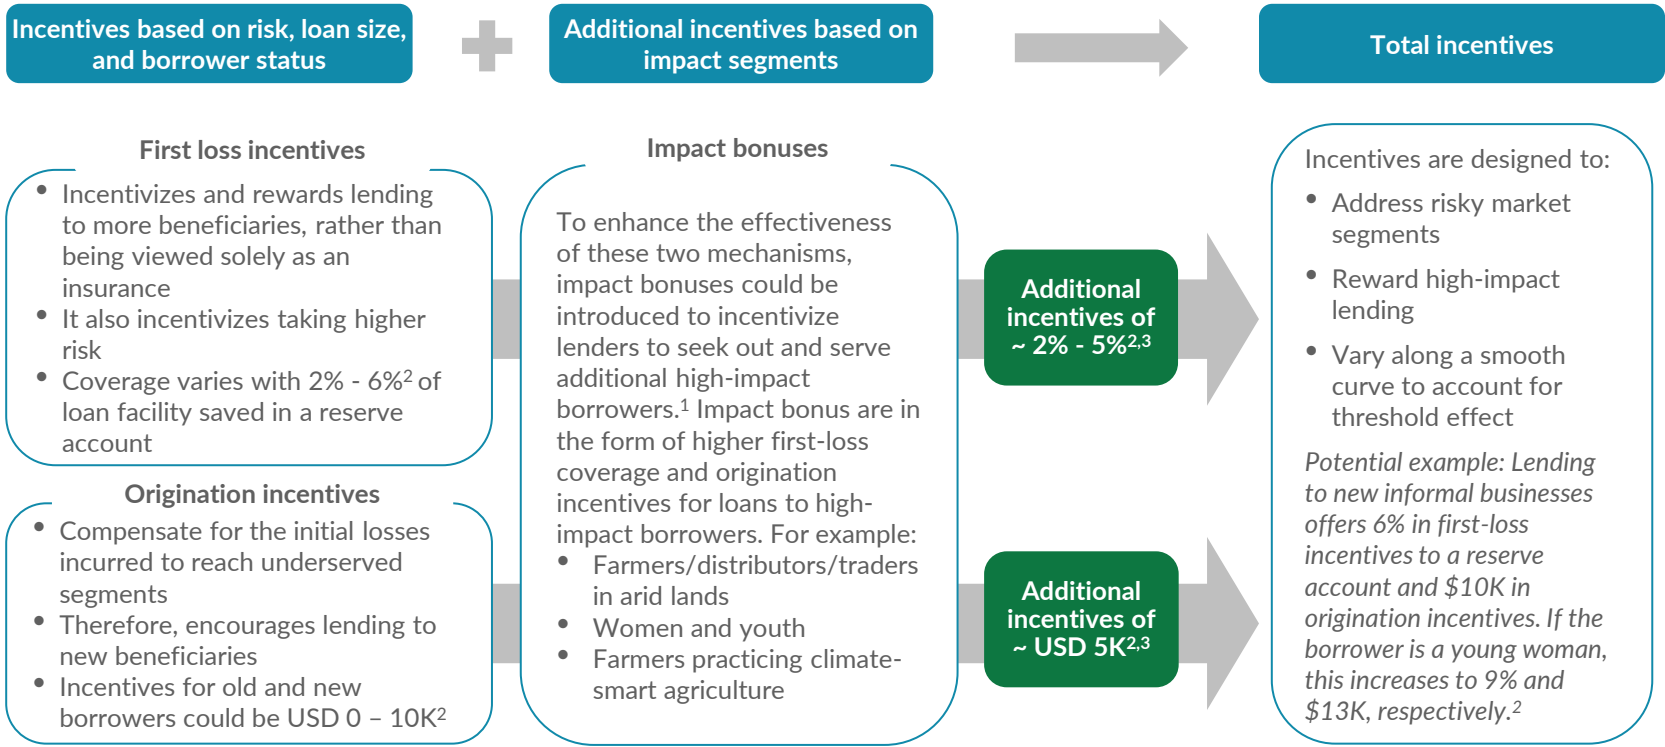 Incentives based on risk, loan size,
and borrower status
Additional incentives based on
impact segments
Total incentives
First loss incentives
• Incentivizes and rewards lending
to more beneficiaries, rather than
being viewed solely as an
insurance
• It also incentivizes taking higher
risk
• Coverage varies with 2% - 6%² of
loan facility saved in a reserve
account
Origination incentives
• Compensate for the initial losses
incurred to reach underserved
segments
• Therefore, encourages lending to
new beneficiaries
• Incentives for old and new
borrowers could be USD 0 – 10K²
Impact bonuses
To enhance the effectiveness
of these two mechanisms,
impact bonuses could be
introduced to incentivize
lenders to seek out and serve
additional high-impact
borrowers.¹ Impact bonus are in
the form of higher first-loss
coverage and origination
incentives for loans to high-
impact borrowers. For example:
• Farmers/distributors/traders
in arid lands
• Women and youth
• Farmers practicing climate-
smart agriculture
Additional
incentives of
~ 2% - 5%²,³
Additional
incentives of
~ USD 5K²,³
Incentives are designed to:
• Address risky market
segments
• Reward high-impact
lending
• Vary along a smooth
curve to account for
threshold effect
Potential example: Lending
to new informal businesses
offers 6% in first-loss
incentives to a reserve
account and $10K in
origination incentives. If the
borrower is a young woman,
this increases to 9% and
$13K, respectively.²